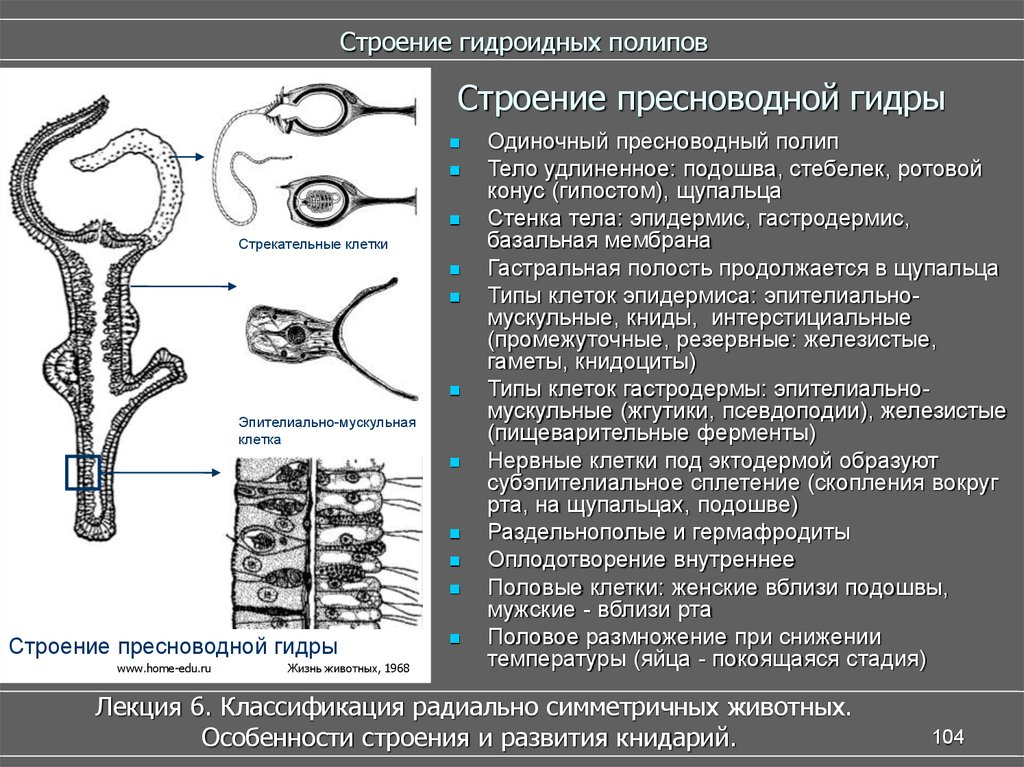 Строение гидроидных полипов
Строение пресноводной гидры
Одиночный пресноводный полип
Тело удлиненное: подошва, стебелек, ротовой
конус (гипостом), щупальца
Стенка тела: эпидермис, гастродермис,
базальная мембрана
Гастральная полость продолжается в щупальца
Типы клеток эпидермиса: эпителиально-
мускульные, книды, интерстициальные
(промежуточные, резервные: железистые,
гаметы, книдоциты)
Типы клеток гастродермы: эпителиально-
мускульные (жгутики, псевдоподии), железистые
(пищеварительные ферменты)
Нервные клетки под эктодермой образуют
субэпителиальное сплетение (скопления вокруг
рта, на щупальцах, подошве)
Раздельнополые и гермафродиты
Оплодотворение внутреннее
Половые клетки: женские вблизи подошвы,
мужские - вблизи рта
Половое размножение при снижении
температуры (яйца - покоящаяся стадия)
Стрекательные клетки
Эпителиально-мускульная
клетка
Строение пресноводной гидры
www.home-edu.ru Жизнь животных, 1968
Лекция 6. Классификация радиально симметричных животных.
Особенности строения и развития книдарий.
104